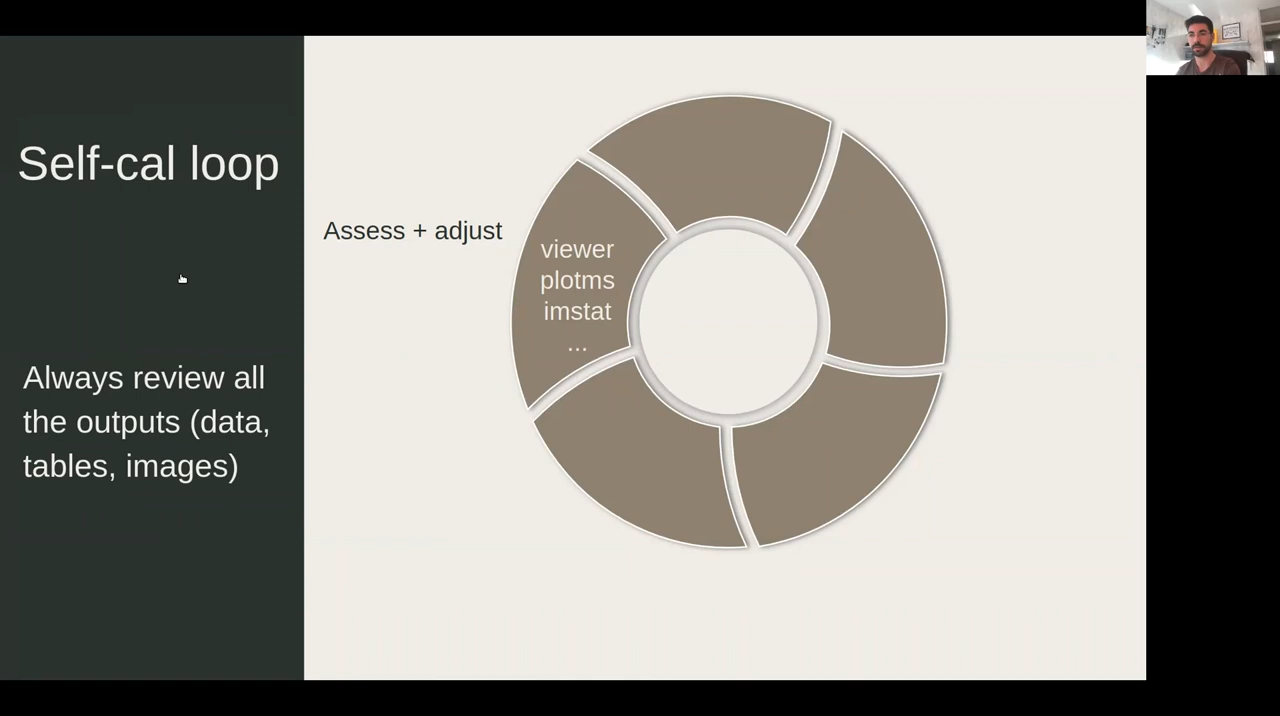 Self-cal loop
Always review all
the outputs (data,
tables, images)
Assess + adjust
viewer
plotms
imstat
...